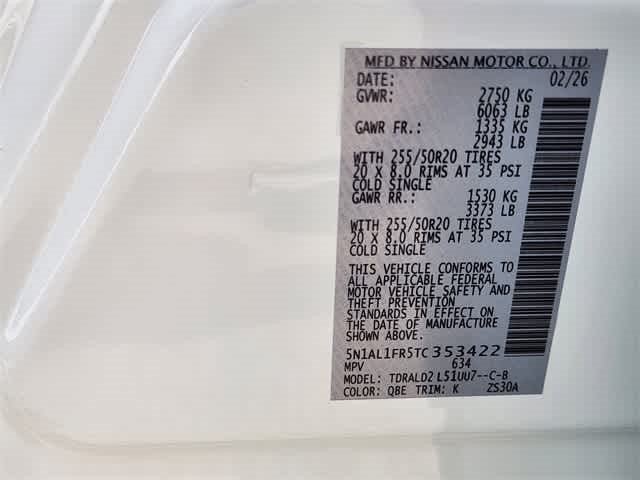 MFD BY NISSAN MOTOR CO., LTD.
DATE: 02/26
GVWR: 2750 KG
6063 LB
GAWR FR.: 1335 KG
2943 LB
WITH 255/50R20 TIRES
20 X 8.0 RIMS AT 35 PSI
COLD SINGLE
GAWR RR.: 1530 KG
3373 LB
WITH 255/50R20 TIRES
20 X 8.0 RIMS AT 35 PSI
COLD SINGLE
THIS VEHICLE CONFORMS TO
ALL APPLICABLE FEDERAL
MOTOR VEHICLE SAFETY AND
THEFT PREVENTION
STANDARDS IN EFFECT ON
THE DATE OF MANUFACTURE
SHOWN ABOVE.
5N1AL1FR5TC353422
MPV 634
MODEL: TDRALD2 L51UU7--C-B
COLOR: QBE TRIM: K ZS30A